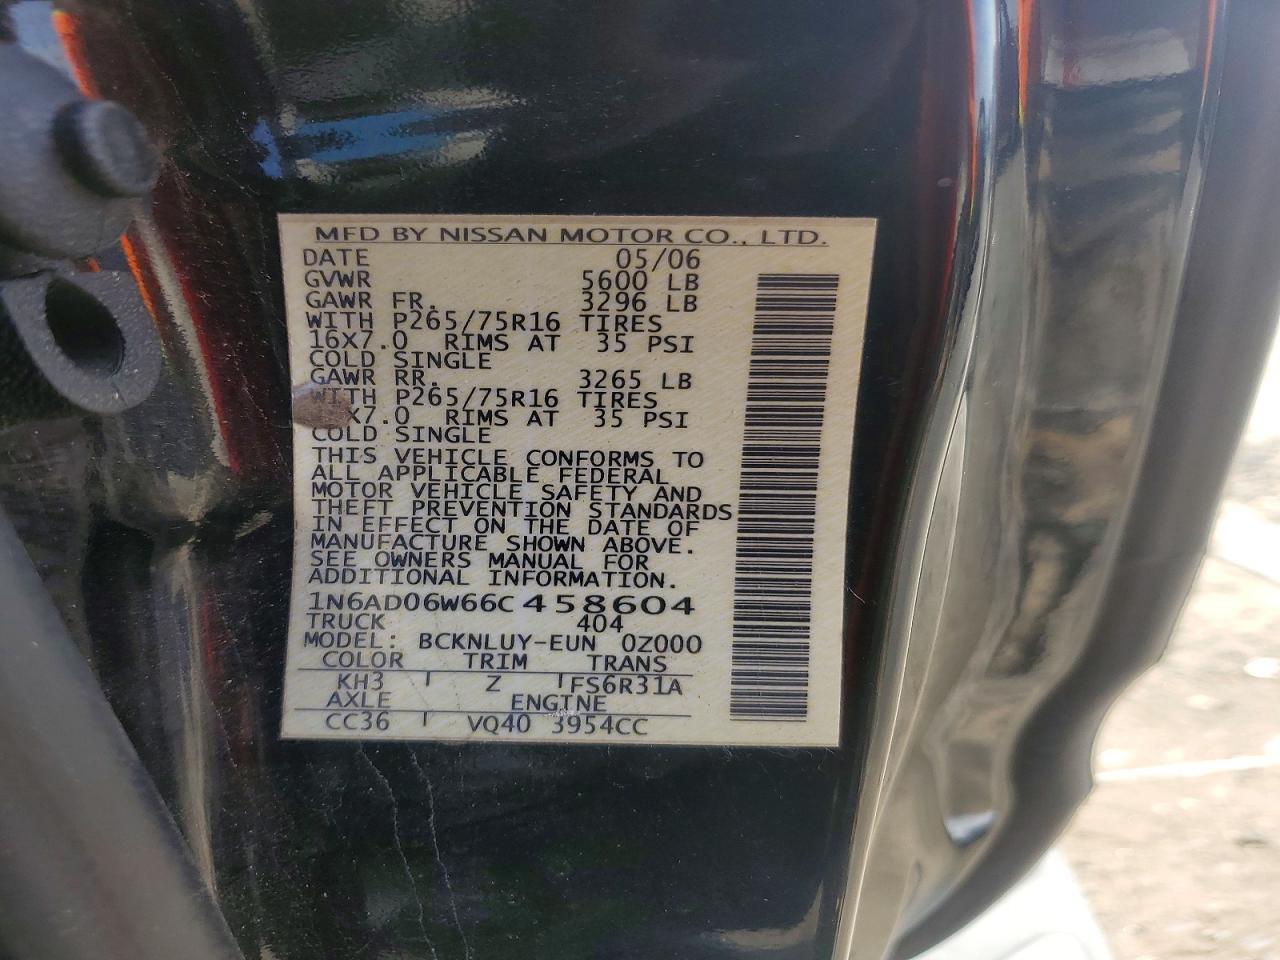 MFD BY NISSAN MOTOR CO., LTD.
DATE 05/06
GVWR 5600 LB
GAWR FR. 3296 LB
WITH P265/75R16 TIRES
16X7.0 RIMS AT 35 PSI
COLD SINGLE
GAWR RR. 3265 LB
WITH P265/75R16 TIRES
X7.0 RIMS AT 35 PSI
COLD SINGLE
THIS VEHICLE CONFORMS TO
ALL APPLICABLE FEDERAL
MOTOR VEHICLE SAFETY AND
THEFT PREVENTION STANDARDS
IN EFFECT ON THE DATE OF
MANUFACTURE SHOWN ABOVE.
SEE OWNERS MANUAL FOR
ADDITIONAL INFORMATION.
1N6AD06W66C458604
TRUCK 404
MODEL: BCKNLUY-EUN 0Z000
COLOR TRIM TRANS
KH3 Z FS6R31A
AXLE ENGINE
CC36 VQ40 3954CC